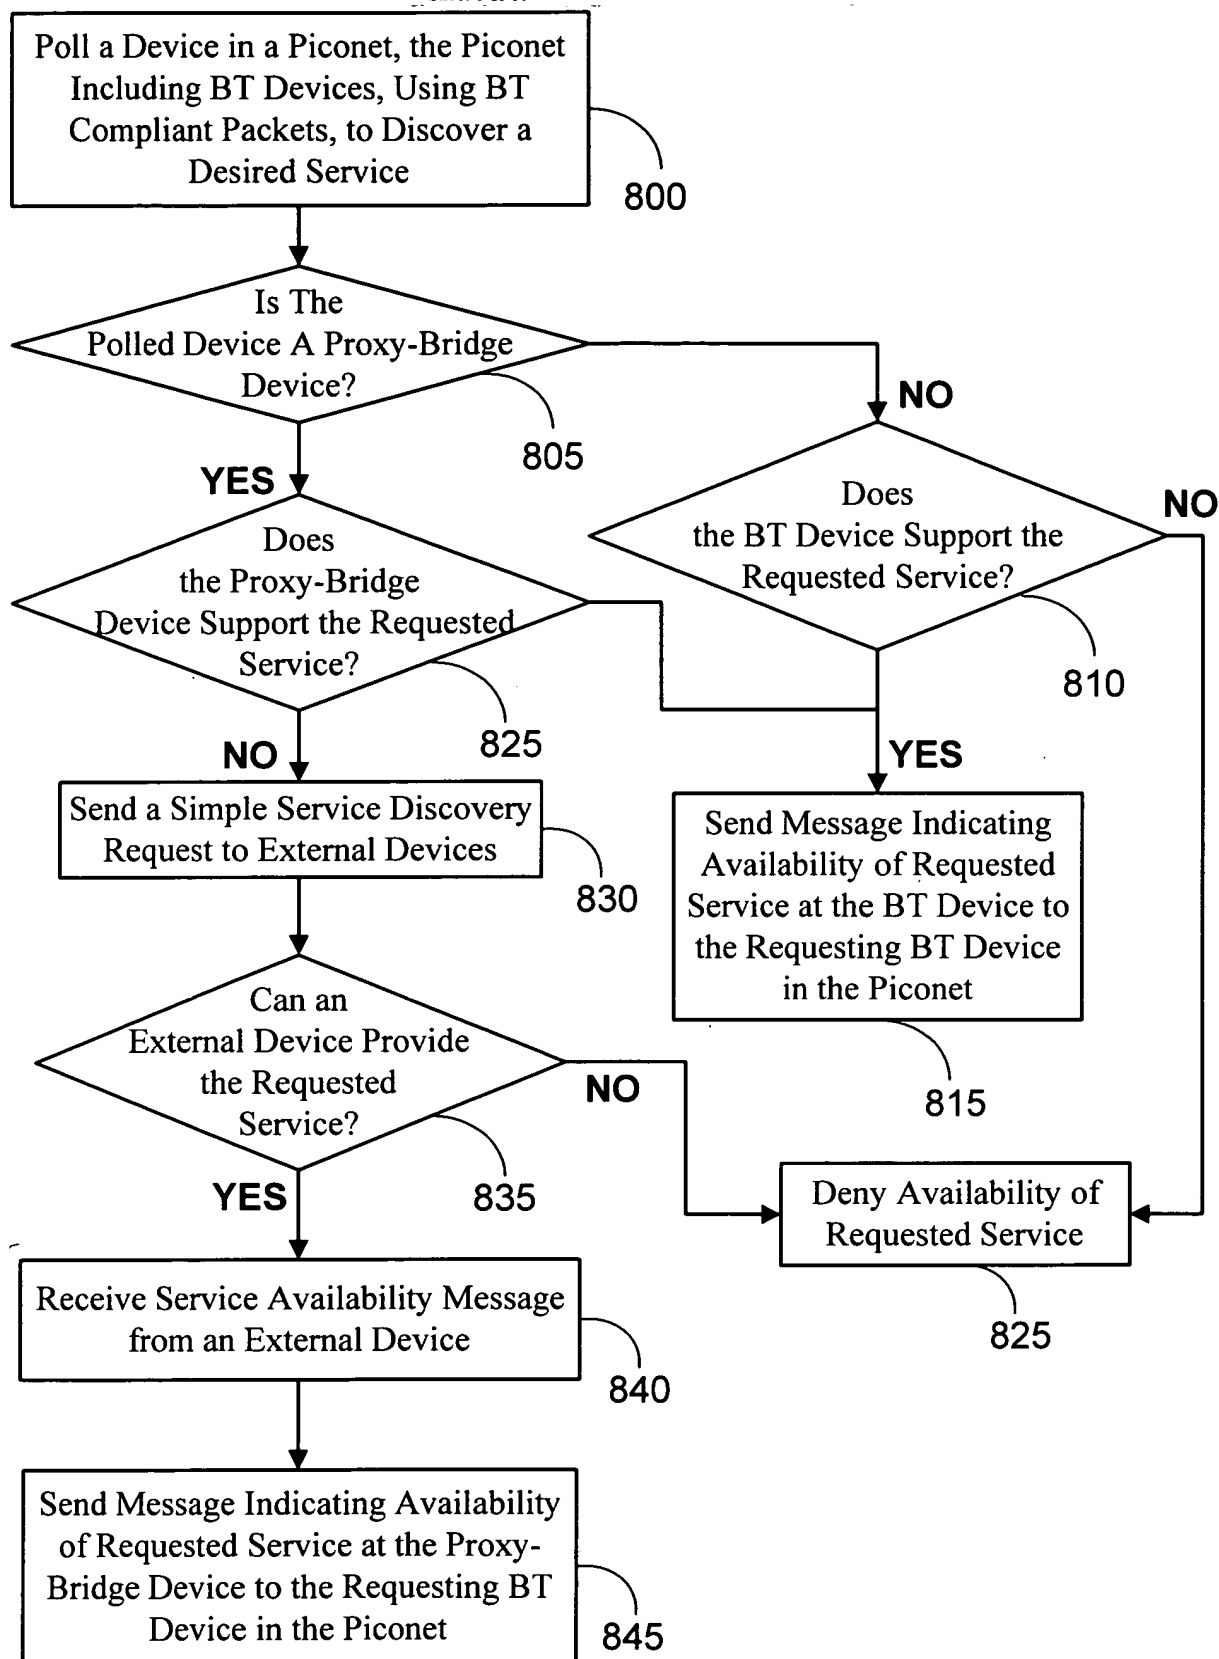 Poll a Device in a Piconet, the Piconet
Including BT Devices, Using BT
Compliant Packets, to Discover a
Desired Service
800
Is The
Polled Device A Proxy-Bridge
Device?
805
NO
YES
Does
the BT Device Support the
Requested Service?
810
NO
Does
the Proxy-Bridge
Device Support the Requested
Service?
825
NO
YES
Send a Simple Service Discovery
Request to External Devices
830
Send Message Indicating
Availability of Requested
Service at the BT Device to
the Requesting BT Device
in the Piconet
815
Can an
External Device Provide
the Requested
Service?
835
NO
YES
Deny Availability of
Requested Service
825
Receive Service Availability Message
from an External Device
840
Send Message Indicating Availability
of Requested Service at the Proxy-
Bridge Device to the Requesting BT
Device in the Piconet
845